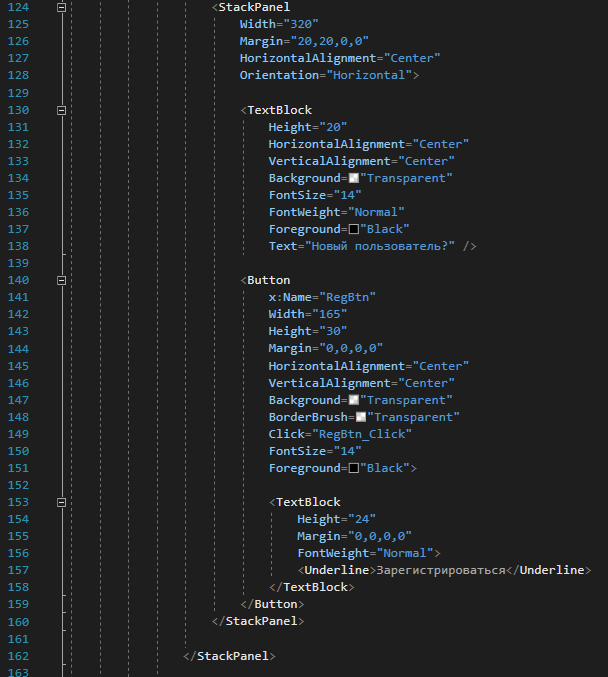 124 <StackPanel
125 Width="320"
126 Margin="20,20,0,0"
127 HorizontalAlignment="Center"
128 Orientation="Horizontal">
129
130 <TextBlock
131 Height="20"
132 HorizontalAlignment="Center"
133 VerticalAlignment="Center"
134 Background="Transparent"
135 FontSize="14"
136 FontWeight="Normal"
137 Foreground="Black"
138 Text="Новый пользователь?" />
139
140 <Button
141 x:Name="RegBtn"
142 Width="165"
143 Height="30"
144 Margin="0,0,0,0"
145 HorizontalAlignment="Center"
146 VerticalAlignment="Center"
147 Background="Transparent"
148 BorderBrush="Transparent"
149 Click="RegBtn_Click"
150 FontSize="14"
151 Foreground="Black">
152
153 <TextBlock
154 Height="24"
155 Margin="0,0,0,0"
156 FontWeight="Normal">
157 <Underline>Зарегистрироваться</Underline>
158 </TextBlock>
159 </Button>
160 </StackPanel>
161
162 </StackPanel>
163